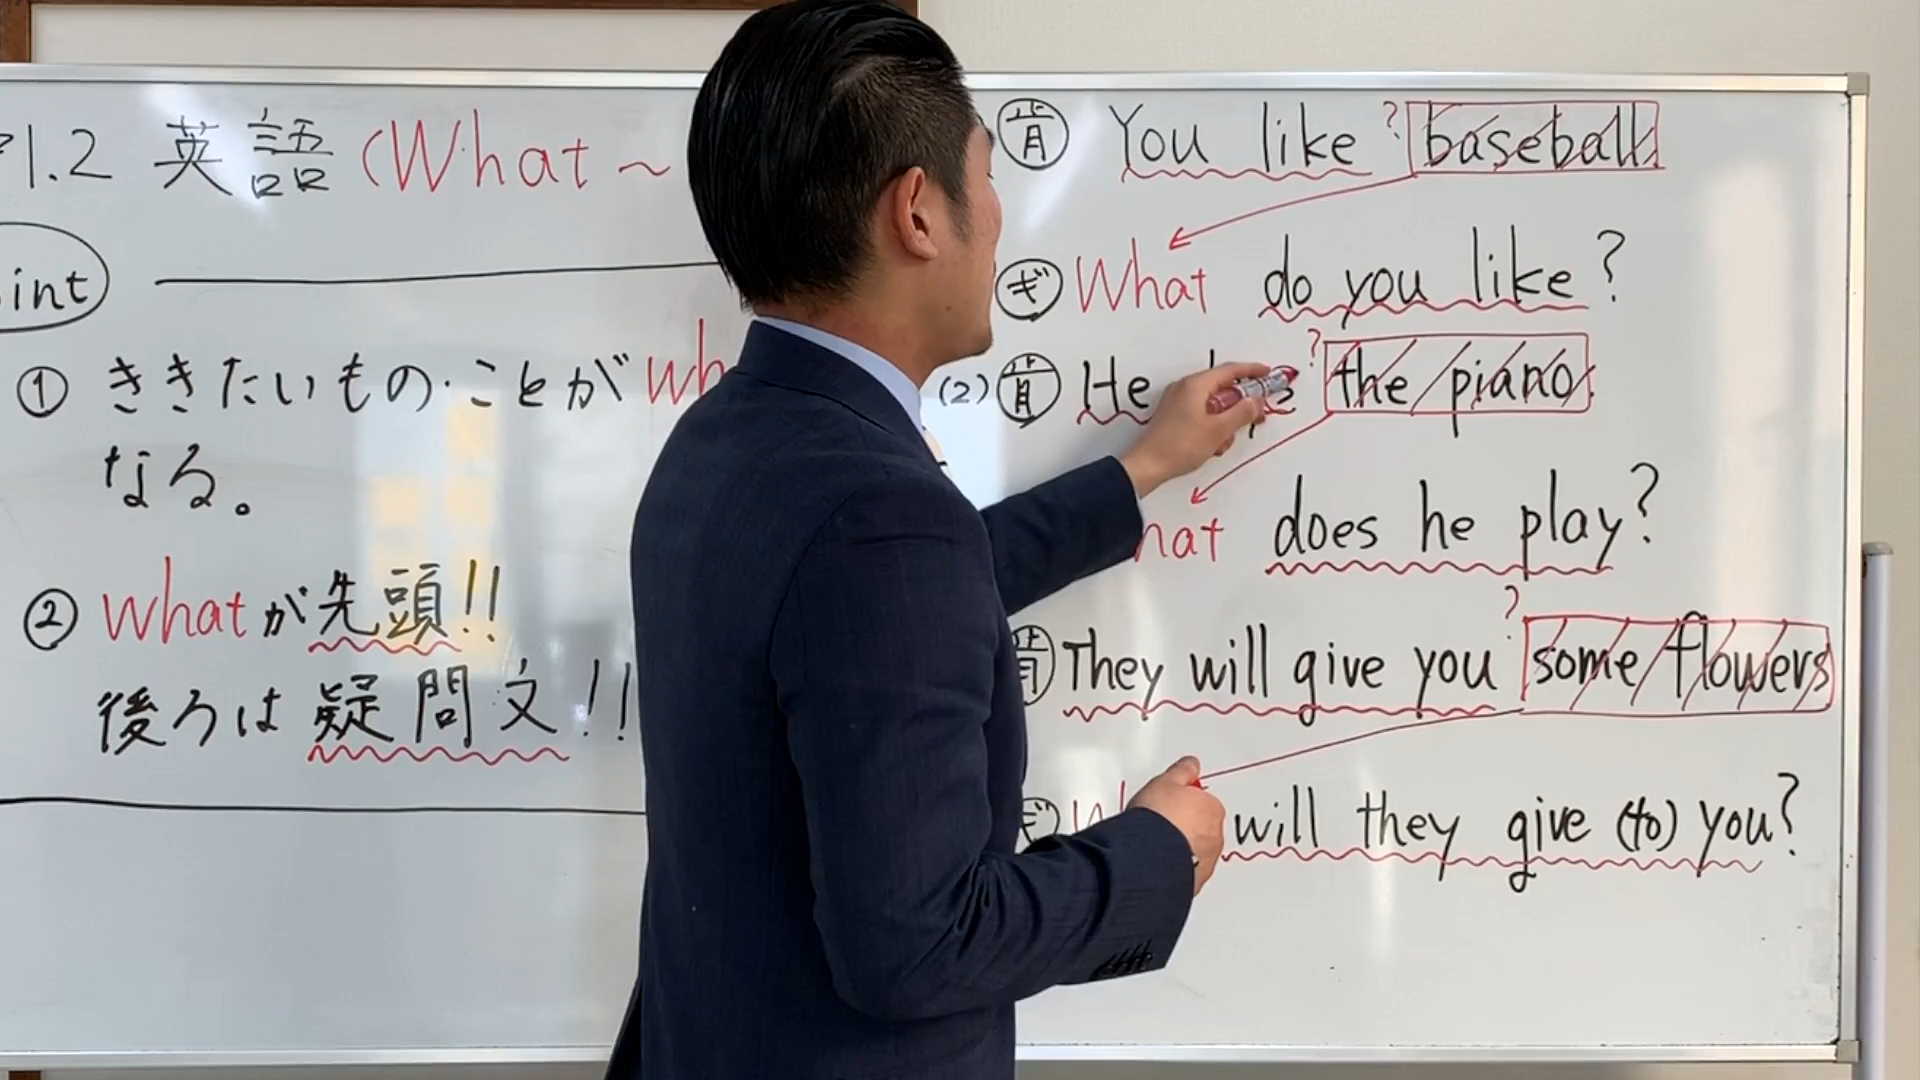 1.2 英語 (What ~
int
① ききたいもの・ことが wh
なる。
② Whatが先頭!!
後ろは疑問文!!
肯 You like ? baseball
ギ What do you like?
(2) 肯 He ? the piano
hat does he play?
肯 They will give you ? some flowers
ギ will they give (to) you?